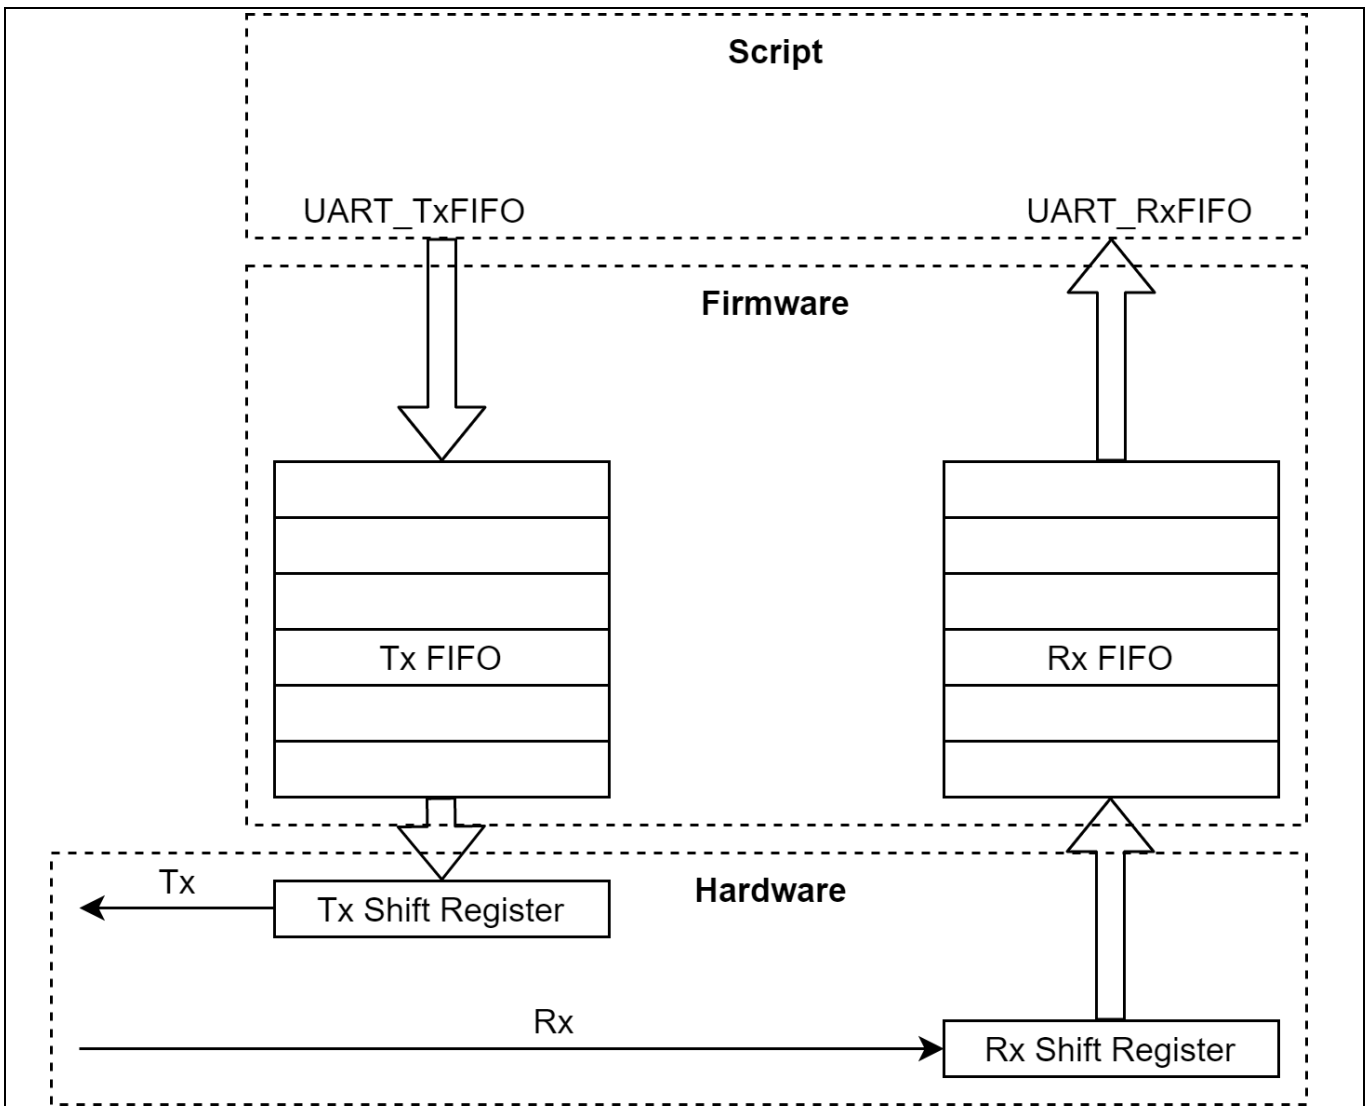 Script
UART_TxFIFO
UART_RxFIFO
Firmware
Tx FIFO
Rx FIFO
Hardware
Tx
Tx Shift Register
Rx
Rx Shift Register